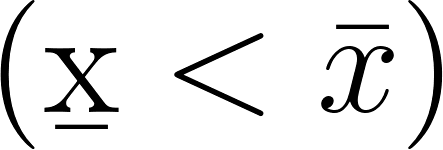 (x̲ < x̄)